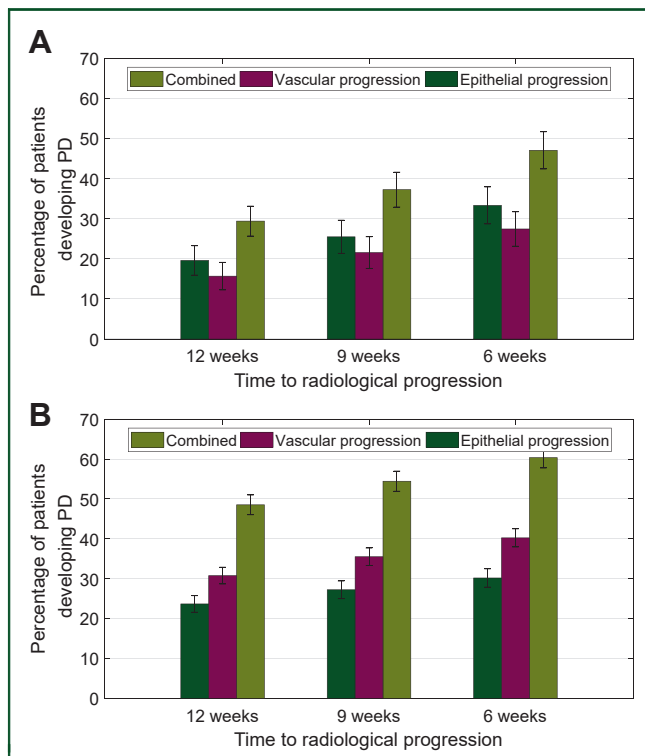 A
70
60
50
40
30
20
10
0
Percentage of patients
developing PD
Combined Vascular progression Epithelial progression
12 weeks 9 weeks 6 weeks
Time to radiological progression
B
70
60
50
40
30
20
10
0
Percentage of patients
developing PD
Combined Vascular progression Epithelial progression
12 weeks 9 weeks 6 weeks
Time to radiological progression